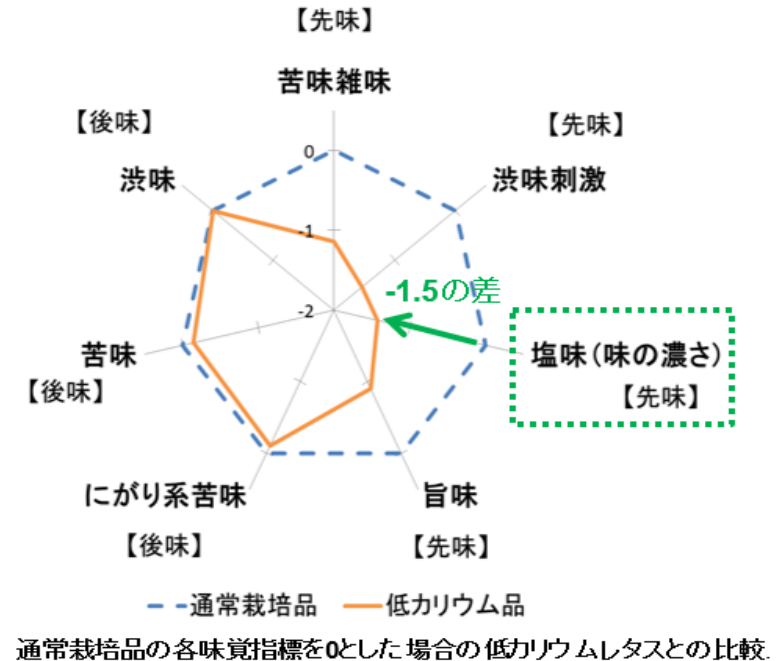 【先味】
苦味雑味
【後味】
【先味】
渋味
渋味刺激
0
-1
-1.5の差
-2
苦味
塩味（味の濃さ）
【後味】
【先味】
にがり系苦味
旨味
【後味】
【先味】
通常栽培品 低カリウム品
通常栽培品の各味覚指標を0とした場合の低カリウムレタスとの比較.